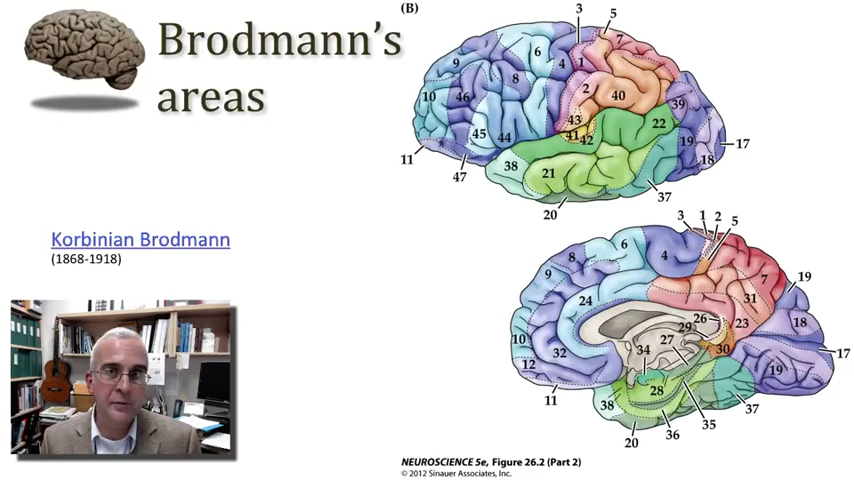 Brodmann's
areas
Korbinian Brodmann
(1868-1918)
(B)
3 5
7
6
4 1
9
8
2
10 46 40
39
43
45 44 41 42 22
19 17
11 18
38
47 21
37
20
3 1 2 5
6
8 4
9 7 19
31
24
26 23 18
29
10 27
34 30 17
32
12 19
28
11 38 37
36 35
20
NEUROSCIENCE 5e, Figure 26.2 (Part 2)
© 2012 Sinauer Associates, Inc.